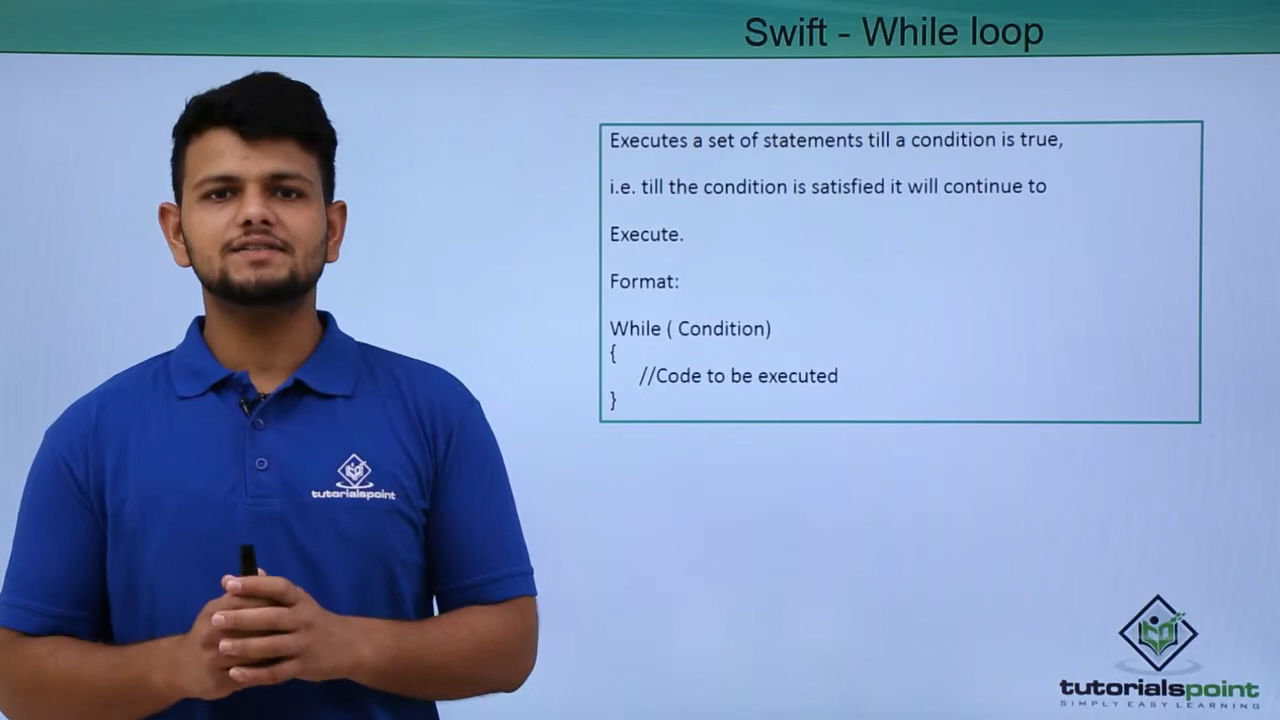 Swift - While loop
Executes a set of statements till a condition is true,
i.e. till the condition is satisfied it will continue to
Execute.
Format:
While ( Condition)
{
//Code to be executed
}
tutorialspoint
tutorialspoint
SIMPLY EASY LEARNING